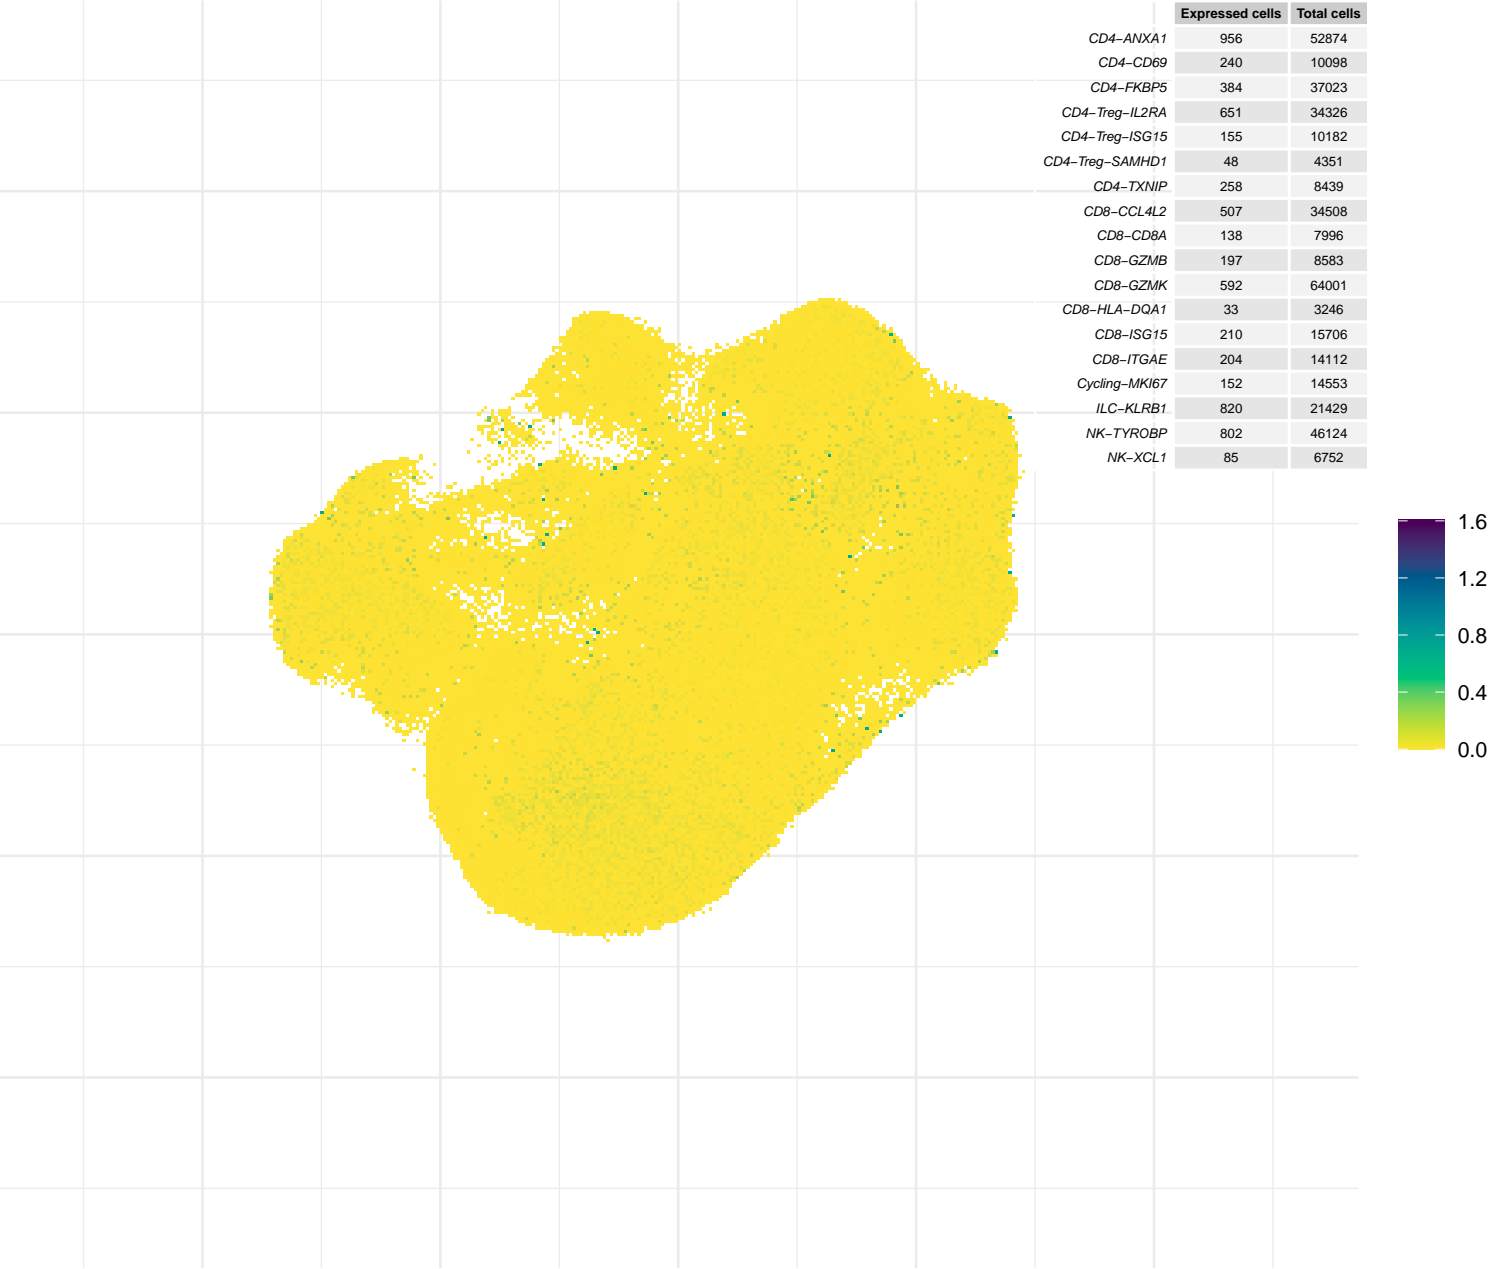 Expressed cells Total cells
CD4−ANXA1 956 52874
CD4−CD69 240 10098
CD4−FKBP5 384 37023
CD4−Treg−IL2RA 651 34326
CD4−Treg−ISG15 155 10182
CD4−Treg−SAMHD1 48 4351
CD4−TXNIP 258 8439
CD8−CCL4L2 507 34508
CD8−CD8A 138 7996
CD8−GZMB 197 8583
CD8−GZMK 592 64001
CD8−HLA−DQA1 33 3246
CD8−ISG15 210 15706
CD8−ITGAE 204 14112
Cycling−MKI67 152 14553
ILC−KLRB1 820 21429
NK−TYROBP 802 46124
NK−XCL1 85 6752
1.6
1.2
0.8
0.4
0.0